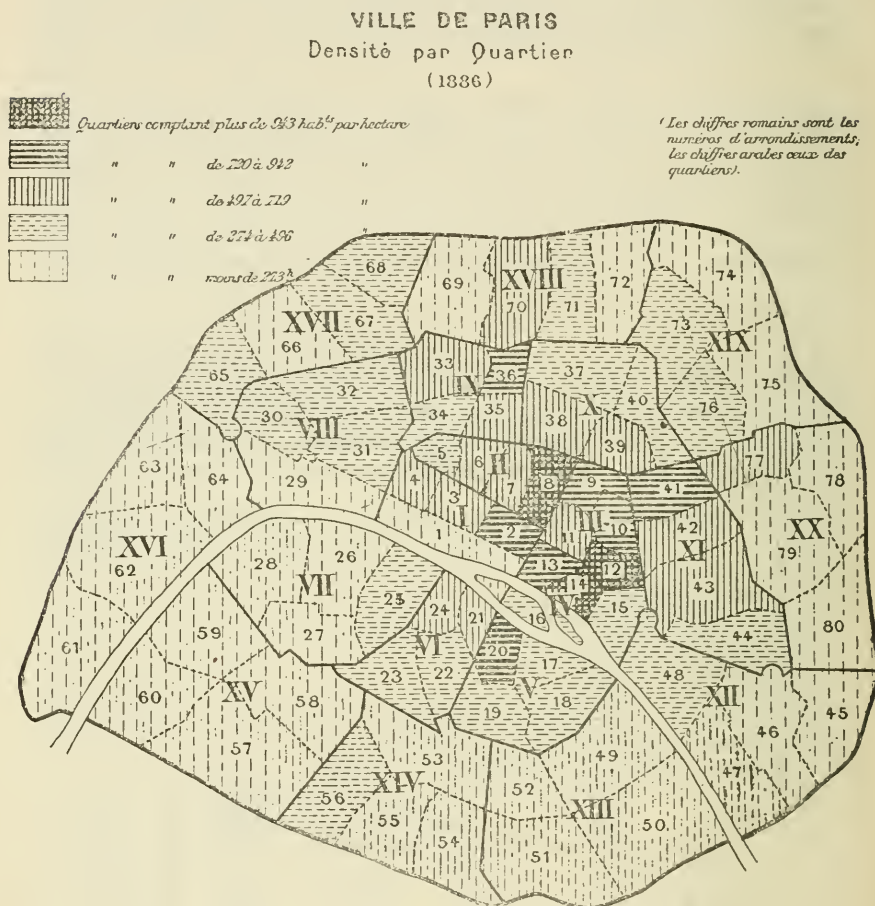 VILLE DE PARIS
Densité par Quartier
(1886)
Quartiers comptant plus de 943 hab.ts par hectare
" " de 720 à 942 "
" " de 497 à 719 "
" " de 274 à 496 "
" " moins de 273 h.
(Les chiffres romains sont les
numéros d'arrondissements,
les chiffres arabes ceux des
quartiers).
68 69 XVIII 72 74
70 71
XVII 67 73 XIX
66
33 IX 36 37 75
65 32 40 76
30 VIII 34 35 38 X 39
31 5 77
63 64 29 4 6 II 7 8 9 41 78
3 I 2 III 10 42
XVI 1 11 XI 79 XX
62 28 26 13 12 43
VII 25 14
61 59 27 24 21 16 IV 15 44 80
VI 20
60 XV 58 23 22 17 48 XII
V 18
57 19 46 45
53 49 47
56 XIV 52 XIII
55 54 51 50